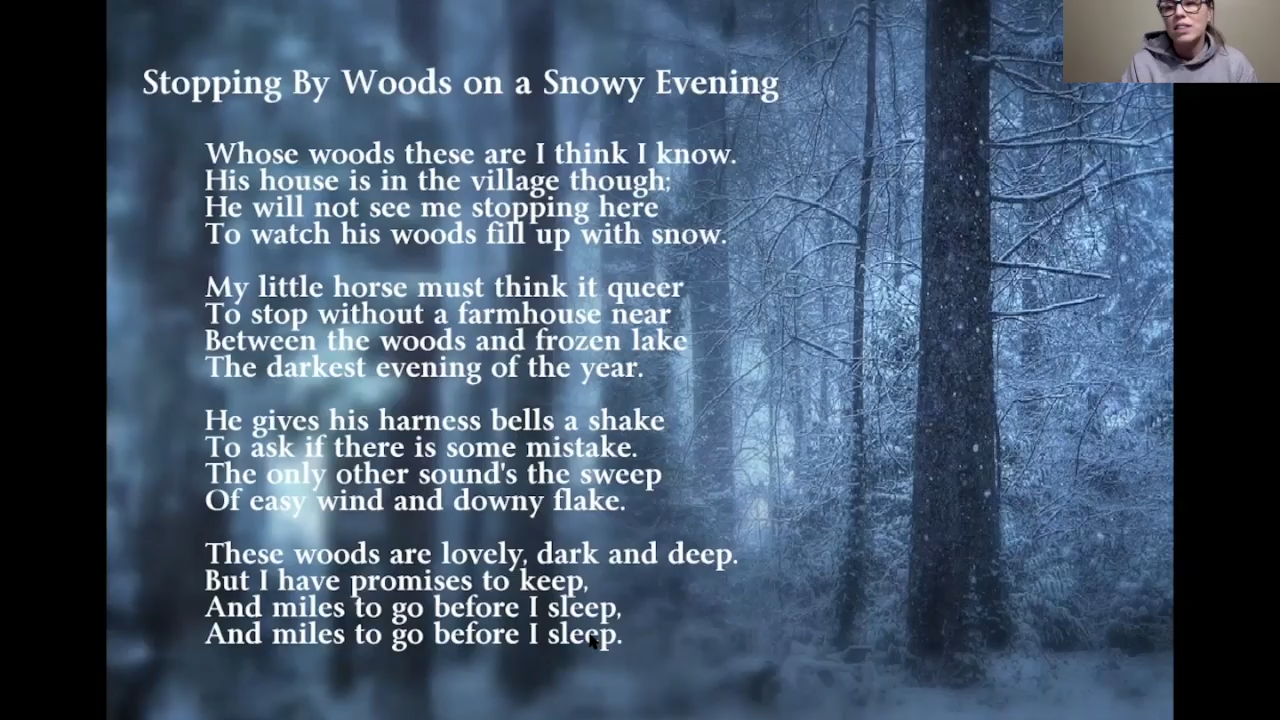 Stopping By Woods on a Snowy Evening
Whose woods these are I think I know.
His house is in the village though;
He will not see me stopping here
To watch his woods fill up with snow.
My little horse must think it queer
To stop without a farmhouse near
Between the woods and frozen lake
The darkest evening of the year.
He gives his harness bells a shake
To ask if there is some mistake.
The only other sound's the sweep
Of easy wind and downy flake.
These woods are lovely, dark and deep.
But I have promises to keep,
And miles to go before I sleep,
And miles to go before I sleep.